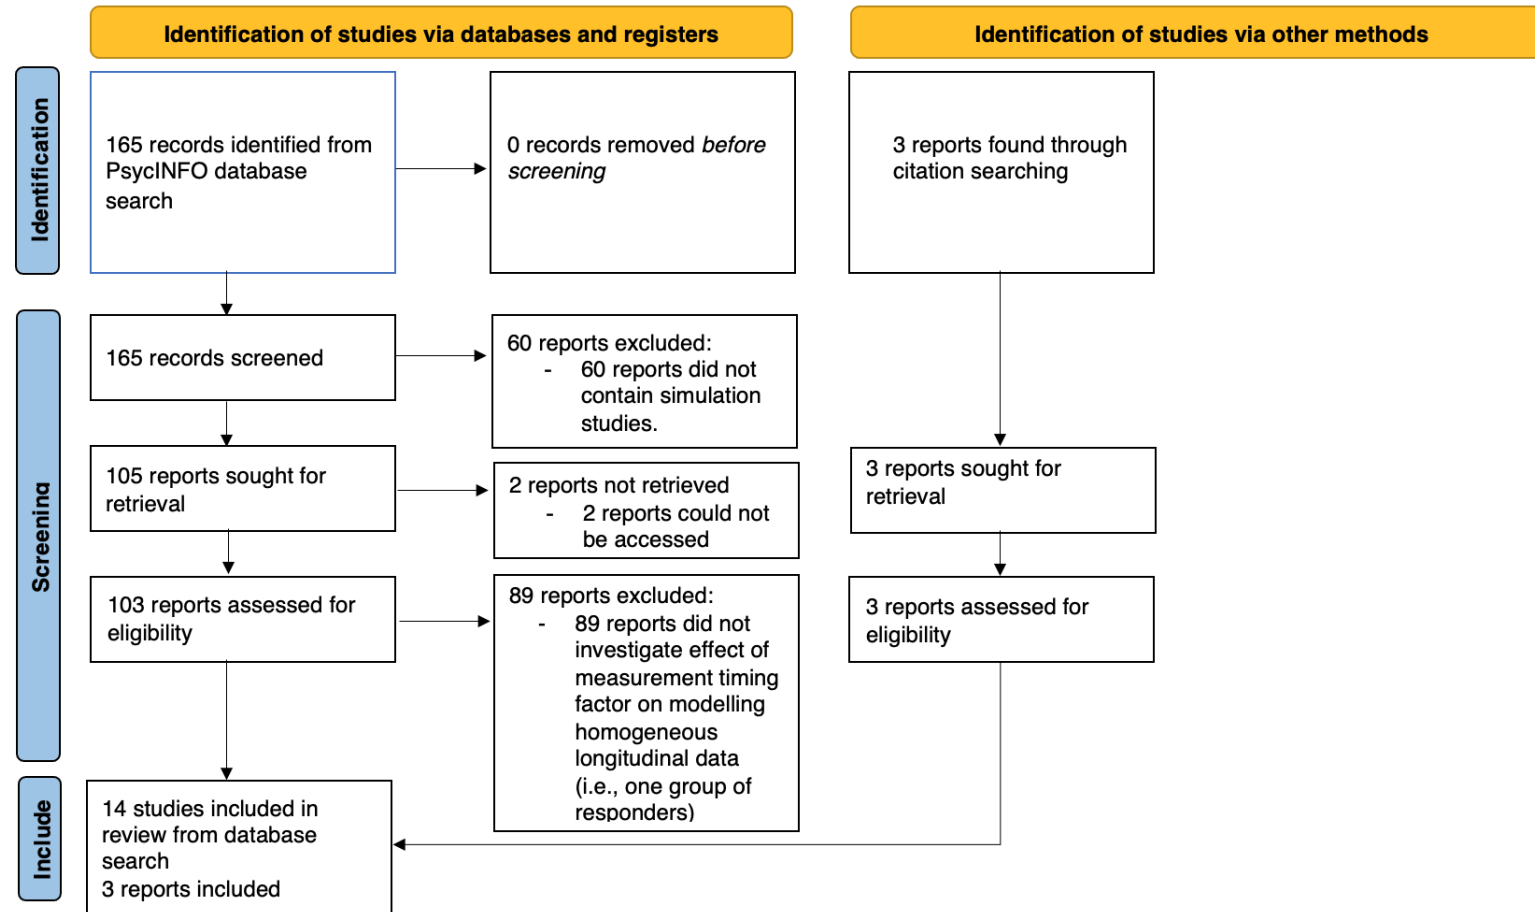 Identification of studies via databases and registers
Identification of studies via other methods
Identification
165 records identified from
PsycINFO database
search
0 records removed before
screening
3 reports found through
citation searching
Screening
165 records screened
60 reports excluded:
- 60 reports did not
contain simulation
studies.
105 reports sought for
retrieval
2 reports not retrieved
- 2 reports could not
be accessed
3 reports sought for
retrieval
103 reports assessed for
eligibility
89 reports excluded:
- 89 reports did not
investigate effect of
measurement timing
factor on modelling
homogeneous
longitudinal data
(i.e., one group of
responders)
3 reports assessed for
eligibility
Include
14 studies included in
review from database
search
3 reports included